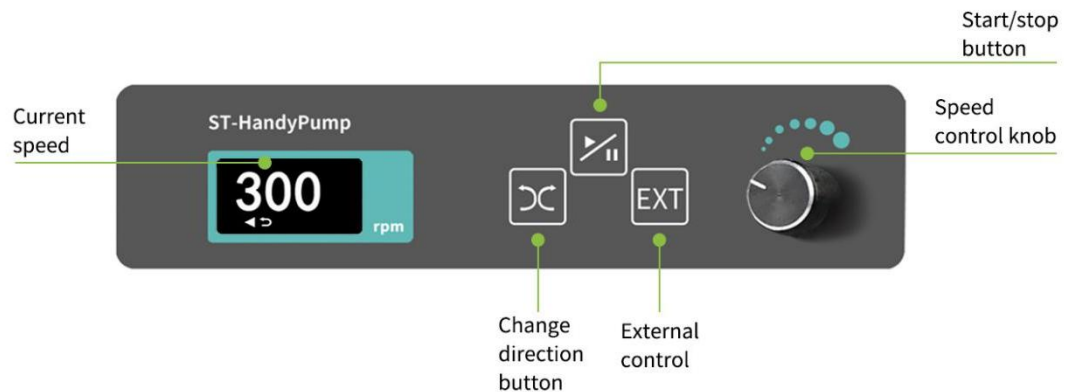 Start/stop
button
Current
speed
Speed
control knob
ST-HandyPump
300
rpm
EXT
Change
direction
button
External
control